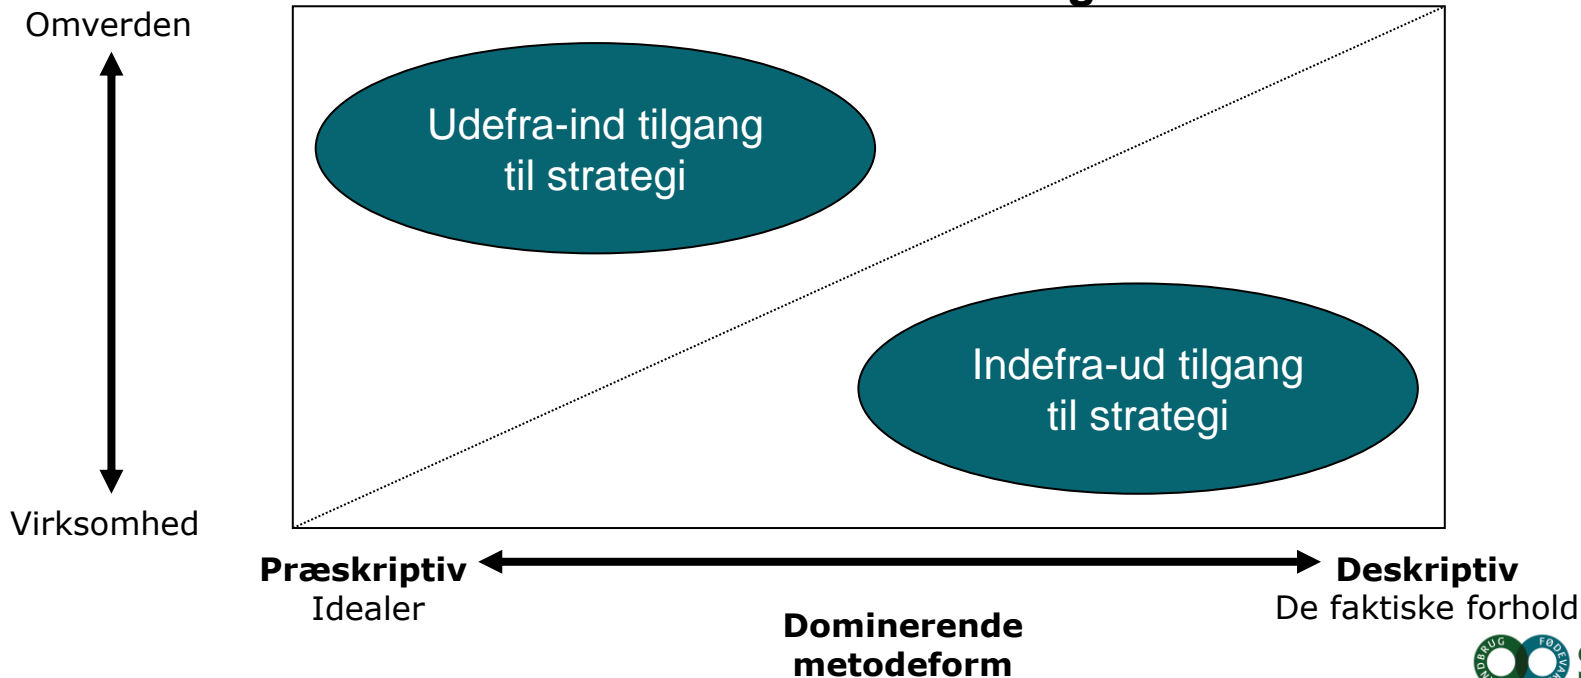 Omverden
Udefra-ind tilgang
til strategi
Indefra-ud tilgang
til strategi
Virksomhed
Præskriptiv
Idealer
Deskriptiv
De faktiske forhold
Dominerende
metodeform